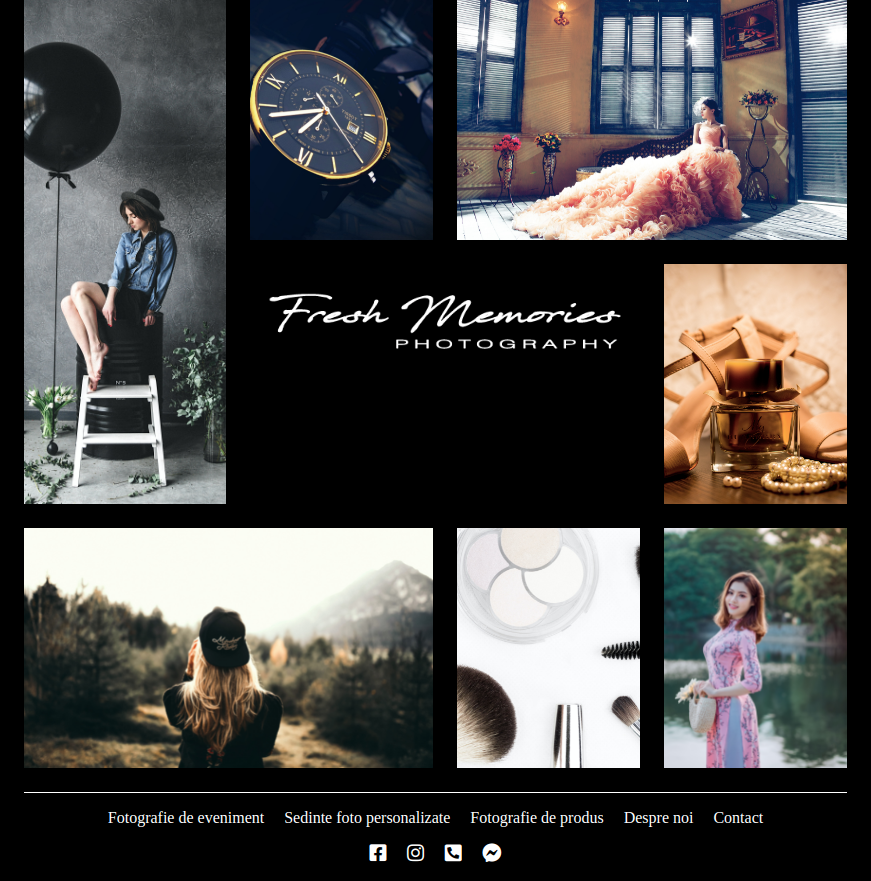 Fresh Memories
PHOTOGRAPHY
Fotografie de eveniment Sedinte foto personalizate Fotografie de produs Despre noi Contact